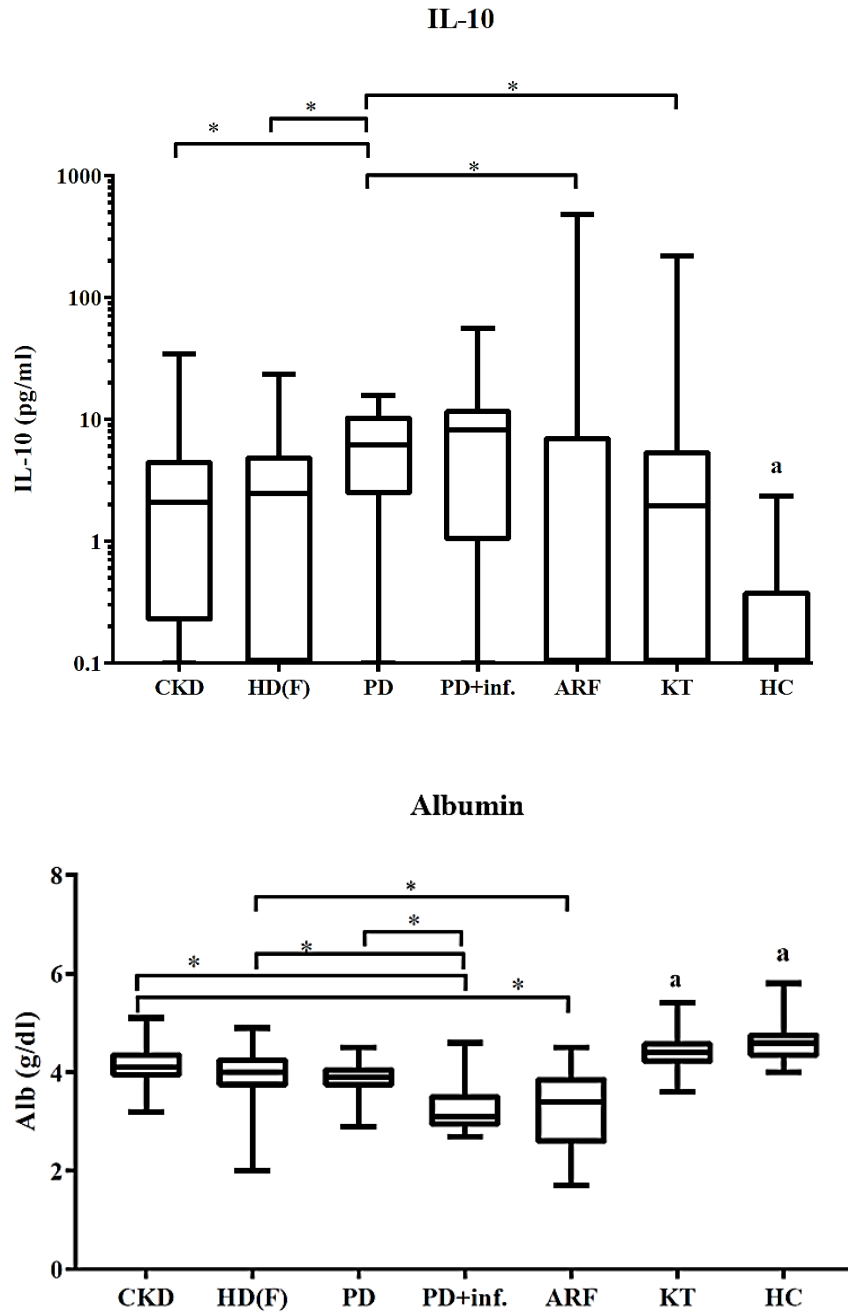 IL-10
*
*
*
*
1000
100
10
1
0.1
IL-10 (pg/ml)
a
CKD HD(F) PD PD+inf. ARF KT HC
Albumin
8
6
4
2
0
Alb (g/dl)
*
*
*
*
*
a
a
CKD HD(F) PD PD+inf. ARF KT HC